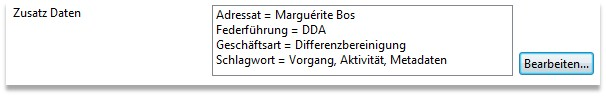 Zusatz Daten
Adressat = Marguérite Bos
Federführung = DDA
Geschäftsart = Differenzbereinigung
Schlagwort = Vorgang, Aktivität, Metadaten
Bearbeiten...